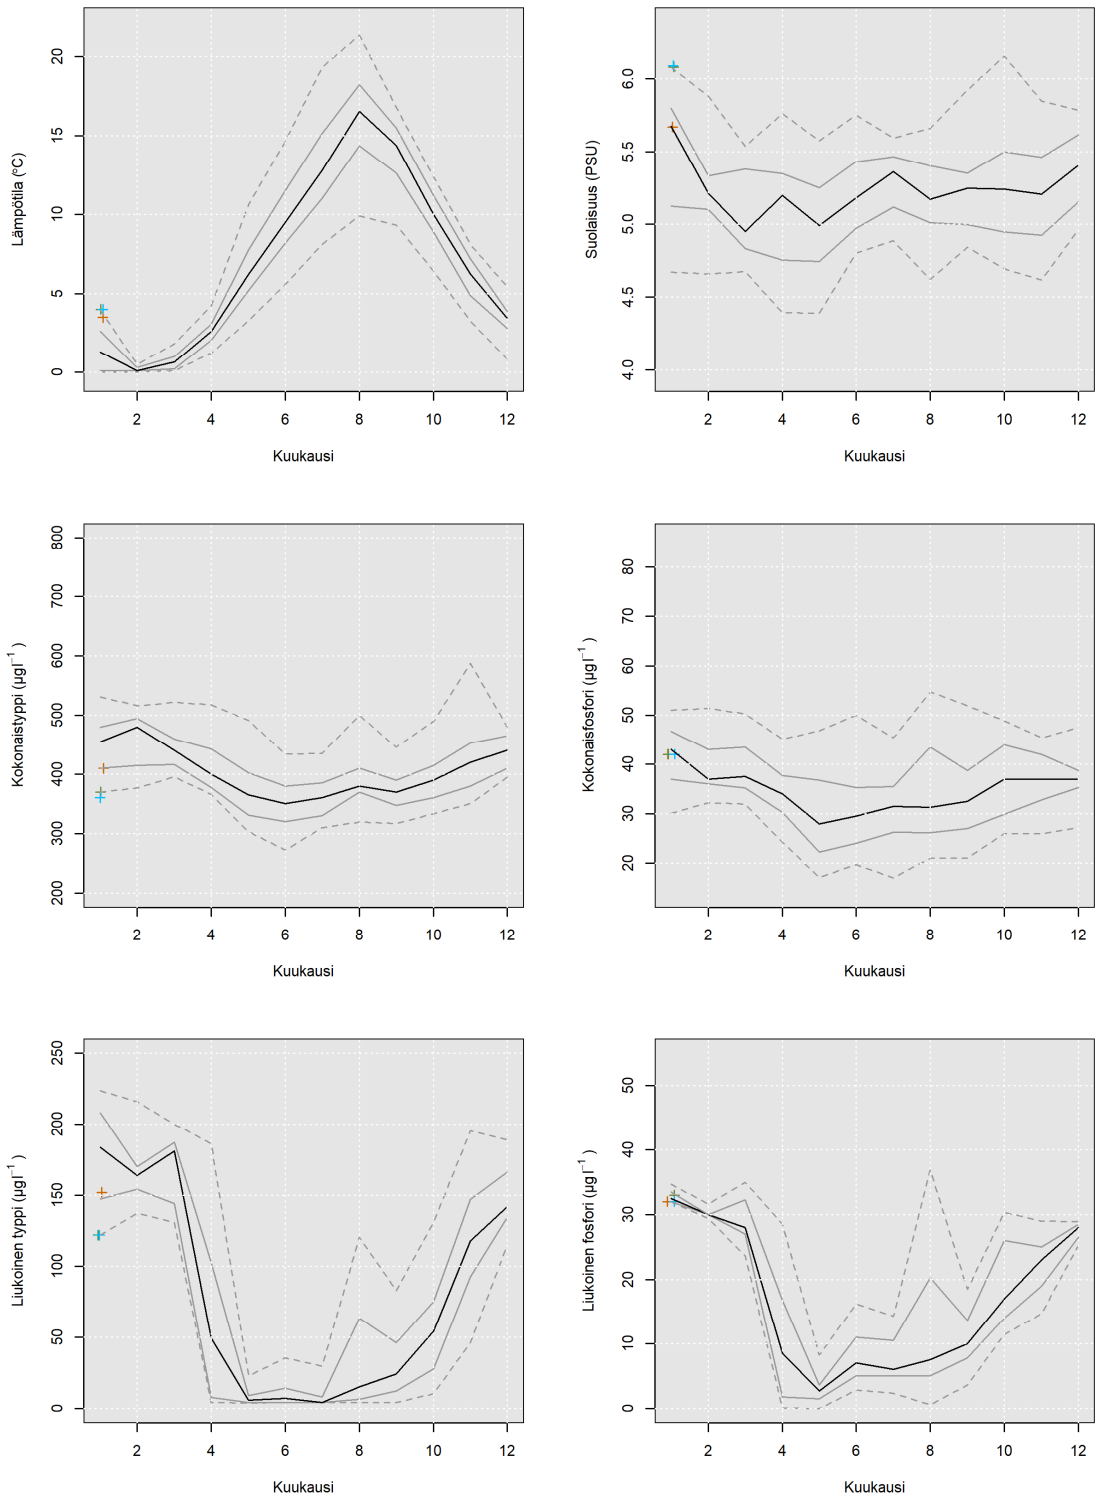 Lämpötila (°C)
0
5
10
15
20
2 4 6 8 10 12
Kuukausi
Suolaisuus (PSU)
4.0
4.5
5.0
5.5
6.0
2 4 6 8 10 12
Kuukausi
Kokonaistyppi (µg l⁻¹ )
200
300
400
500
600
700
800
2 4 6 8 10 12
Kuukausi
Kokonaisfosfori (µg l⁻¹ )
20
30
40
50
60
70
80
2 4 6 8 10 12
Kuukausi
Liukoinen typpi (µg l⁻¹ )
0
50
100
150
200
250
2 4 6 8 10 12
Kuukausi
Liukoinen fosfori (µg l⁻¹ )
0
10
20
30
40
50
2 4 6 8 10 12
Kuukausi